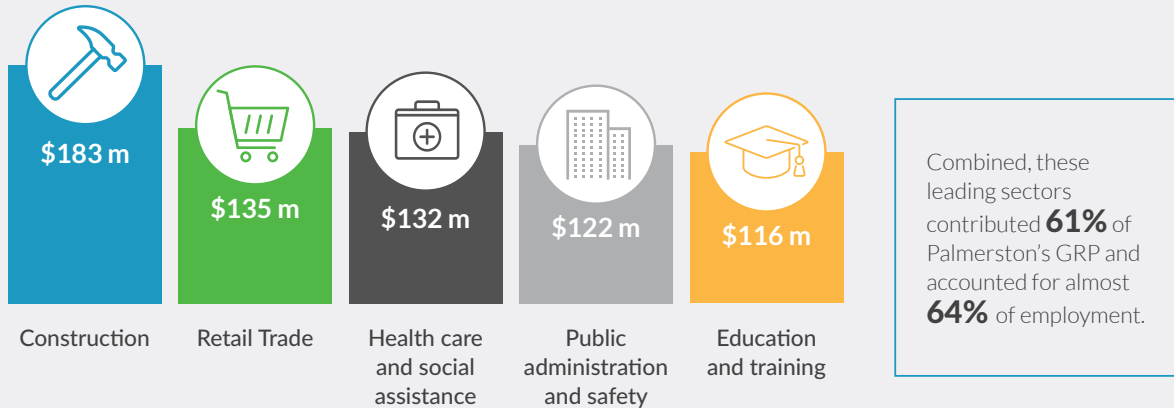 $183 m
$135 m
$132 m
$122 m
$116 m
Construction
Retail Trade
Health care
and social
assistance
Public
administration
and safety
Education
and training
Combined, these
leading sectors
contributed 61% of
Palmerston's GRP and
accounted for almost
64% of employment.